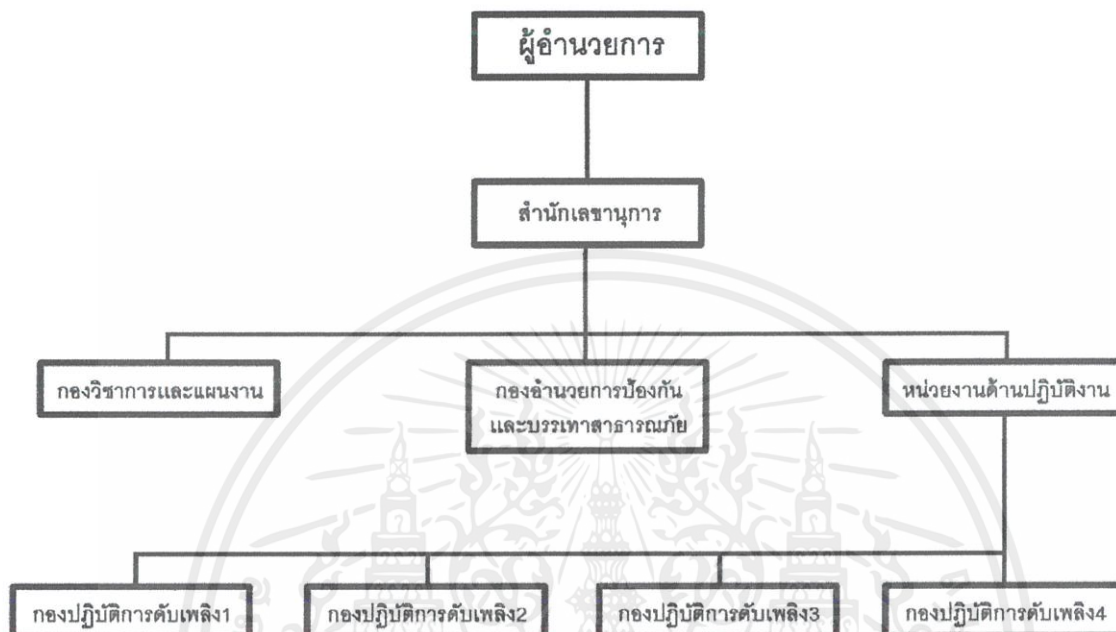 ผู้อำนวยการ
สำนักเลขานุการ
กองวิชาการและแผนงาน
กองอำนวยการป้องกัน
และบรรเทาสาธารณภัย
หน่วยงานด้านปฏิบัติงาน
กองปฏิบัติการดับเพลิง1
กองปฏิบัติการดับเพลิง2
กองปฏิบัติการดับเพลิง3
กองปฏิบัติการดับเพลิง4